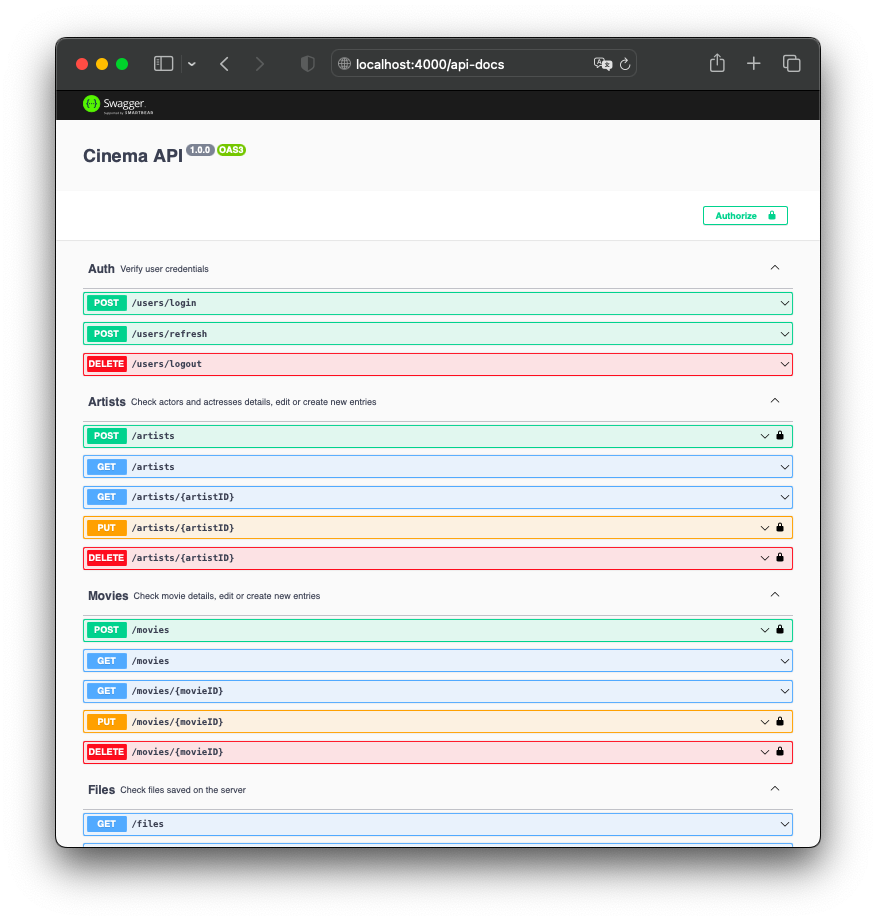 localhost:4000/api-docs
Swagger.
Supported by SMARTBEAR
Cinema API 1.0.0 OAS3
Authorize
Auth Verify user credentials
POST /users/login
POST /users/refresh
DELETE /users/logout
Artists Check actors and actresses details, edit or create new entries
POST /artists
GET /artists
GET /artists/{artistID}
PUT /artists/{artistID}
DELETE /artists/{artistID}
Movies Check movie details, edit or create new entries
POST /movies
GET /movies
GET /movies/{movieID}
PUT /movies/{movieID}
DELETE /movies/{movieID}
Files Check files saved on the server
GET /files